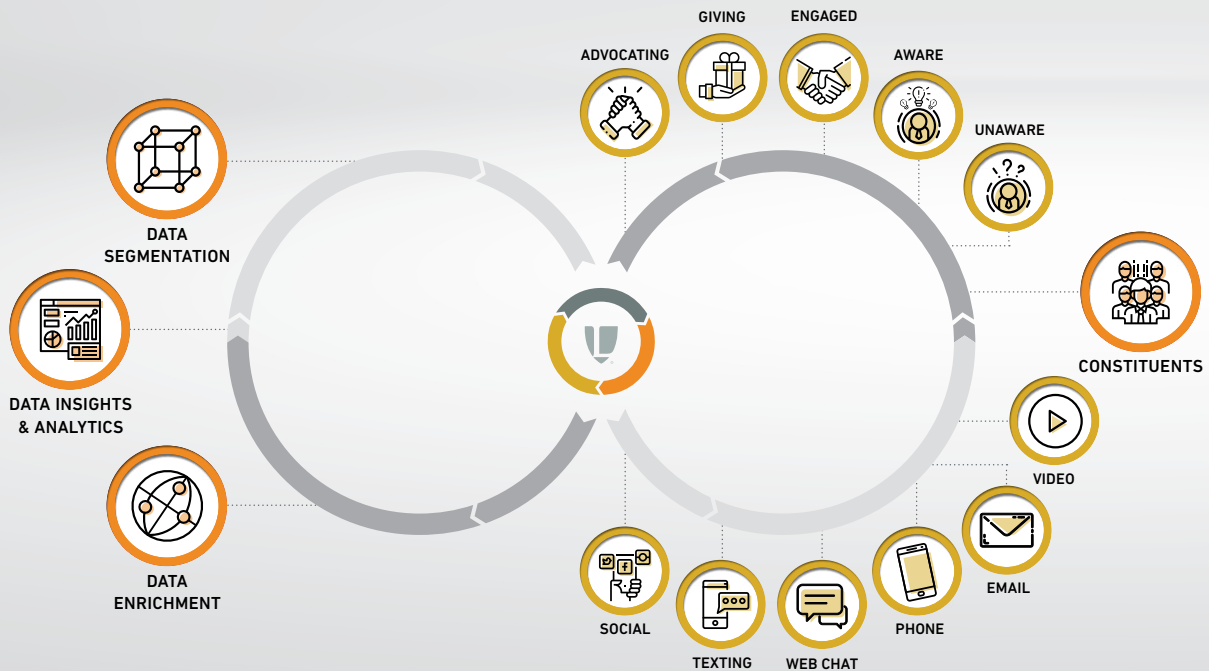 GIVING
ENGAGED
ADVOCATING
AWARE
UNAWARE
DATA
SEGMENTATION
CONSTITUENTS
DATA INSIGHTS
& ANALYTICS
VIDEO
DATA
ENRICHMENT
EMAIL
SOCIAL
PHONE
TEXTING
WEB CHAT